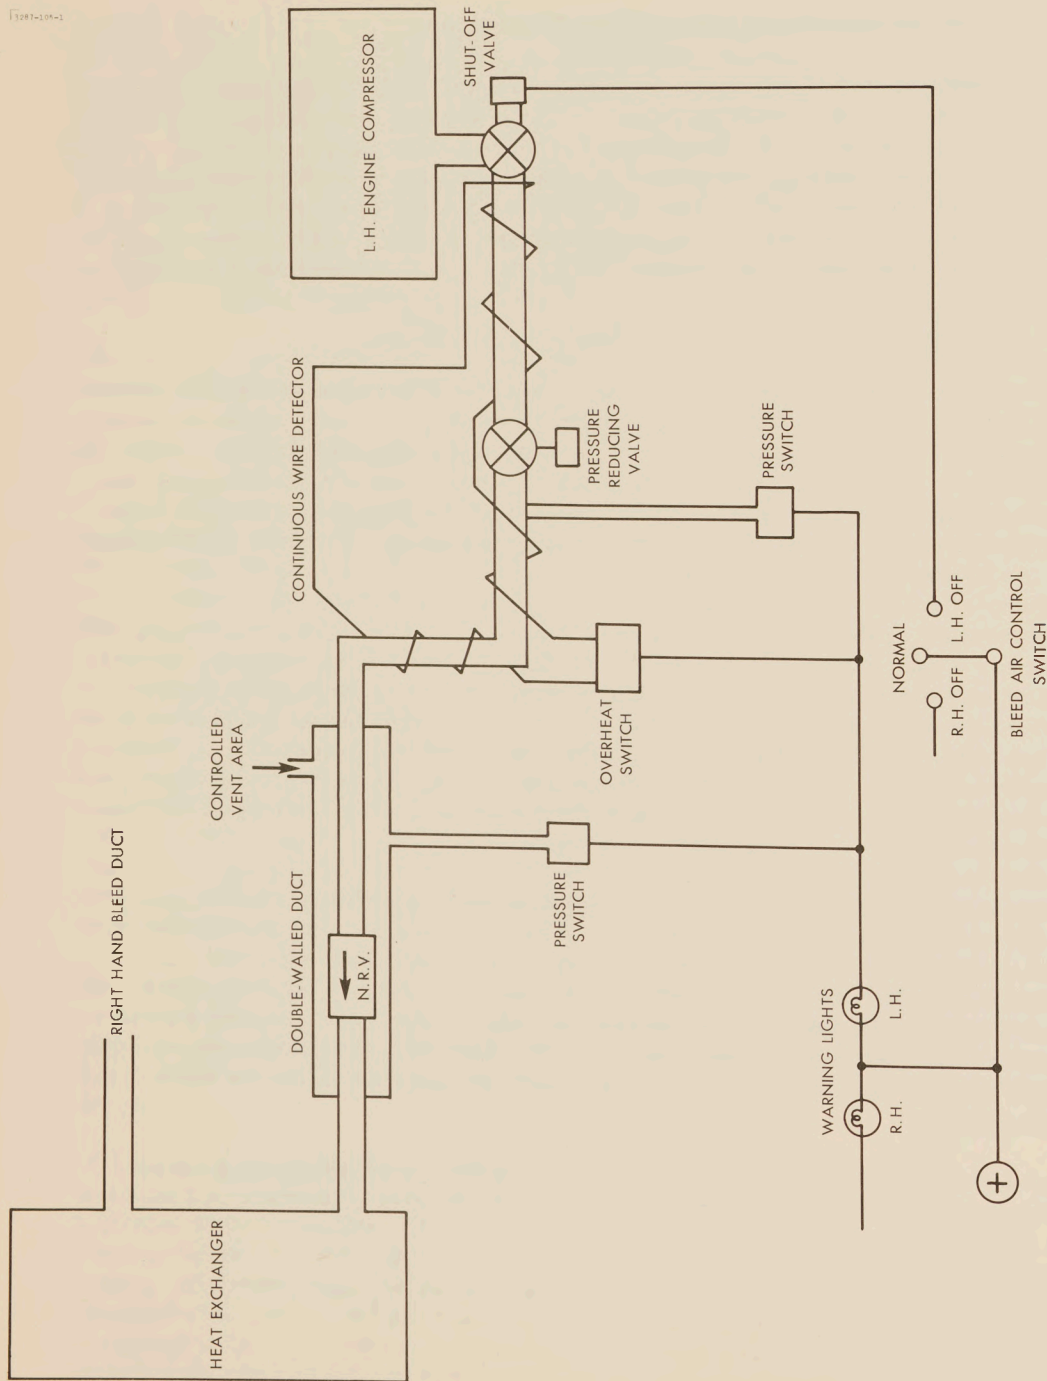 L.H. ENGINE COMPRESSOR
SHUT-OFF
VALVE
CONTINUOUS WIRE DETECTOR
PRESSURE
REDUCING
VALVE
PRESSURE
SWITCH
CONTROLLED
VENT AREA
OVERHEAT
SWITCH
NORMAL
R.H. OFF
L.H. OFF
BLEED AIR CONTROL
SWITCH
RIGHT HAND BLEED DUCT
DOUBLE-WALLED DUCT
N.R.V.
PRESSURE
SWITCH
HEAT EXCHANGER
WARNING LIGHTS
R.H.
L.H.